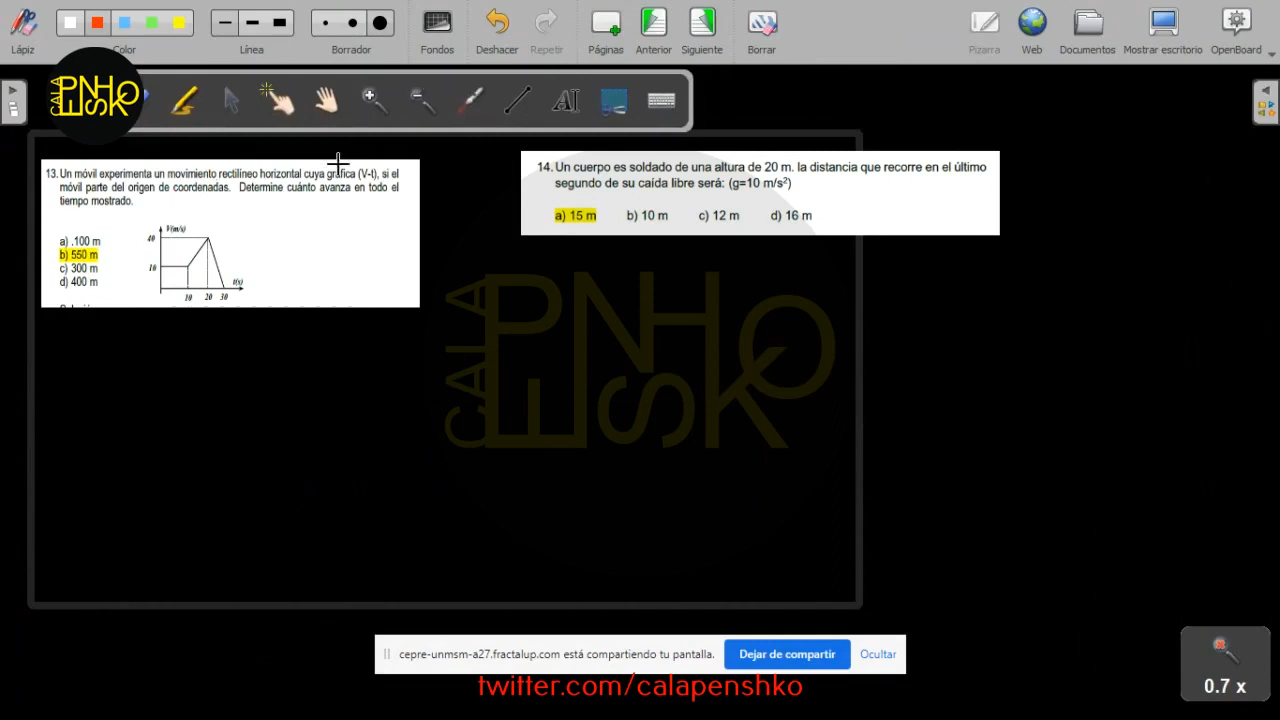 Lápiz
Color
Línea
Borrador
Fondos
Deshacer
Repetir
Páginas
Anterior
Siguiente
Borrar
Pizarra
Web
Documentos
Mostrar escritorio
OpenBoard
CALA
PNHO
ESK
13. Un móvil experimenta un movimiento rectilíneo horizontal cuya gráfica (V-t), si el
móvil parte del origen de coordenadas. Determine cuánto avanza en todo el
tiempo mostrado.
a) .100 m
b) 550 m
c) 300 m
d) 400 m
V(m/s)
40
10
t(s)
10 20 30
14. Un cuerpo es soldado de una altura de 20 m. la distancia que recorre en el último
segundo de su caída libre será: (g=10 m/s²)
a) 15 m b) 10 m c) 12 m d) 16 m
CALA
PNHO
ESK
cepre-unmsm-a27.fractalup.com está compartiendo tu pantalla.
Dejar de compartir
Ocultar
twitter.com/calapenshko
0.7 x